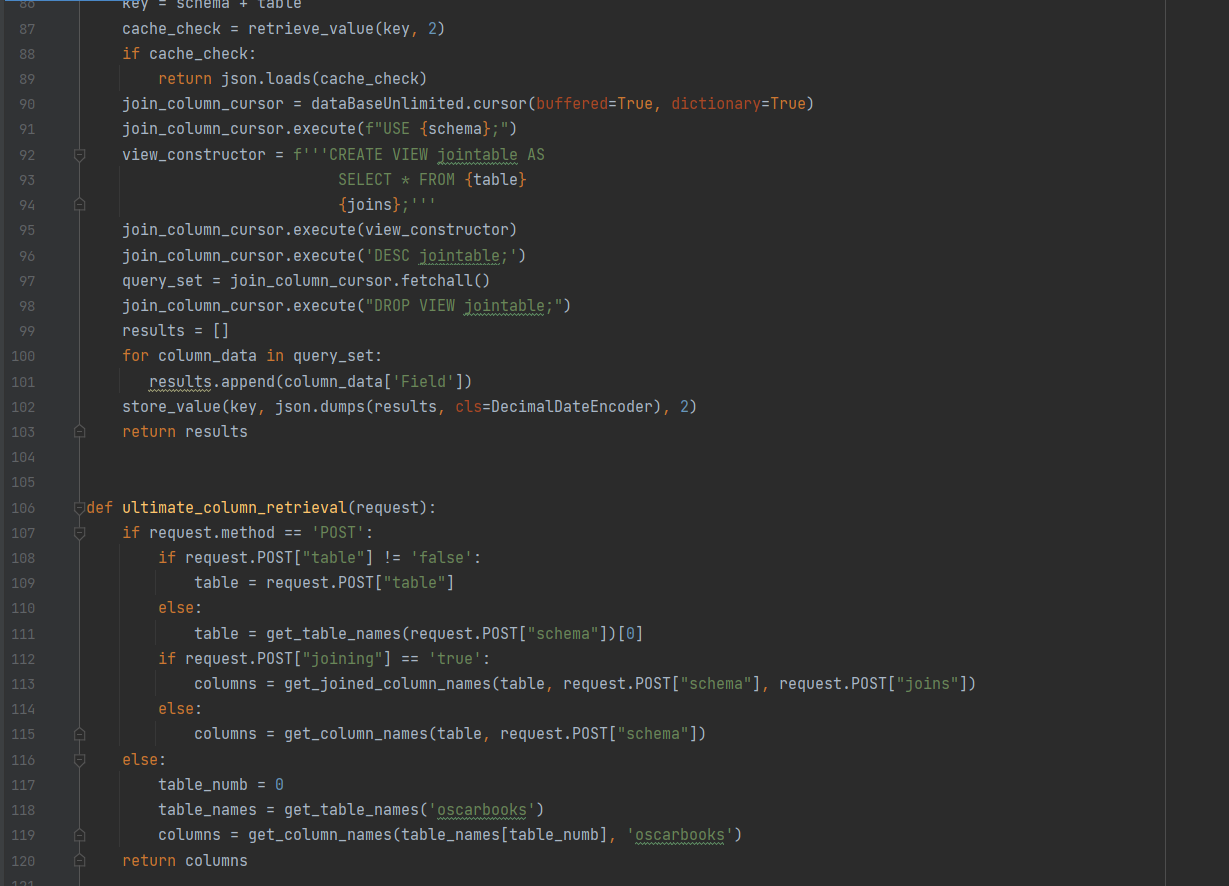 86 key = schema + table
87 cache_check = retrieve_value(key, 2)
88 if cache_check:
89 return json.loads(cache_check)
90 join_column_cursor = dataBaseUnlimited.cursor(buffered=True, dictionary=True)
91 join_column_cursor.execute(f"USE {schema};")
92 view_constructor = f'''CREATE VIEW jointable AS
93 SELECT * FROM {table}
94 {joins};'''
95 join_column_cursor.execute(view_constructor)
96 join_column_cursor.execute('DESC jointable;')
97 query_set = join_column_cursor.fetchall()
98 join_column_cursor.execute("DROP VIEW jointable;")
99 results = []
100 for column_data in query_set:
101 results.append(column_data['Field'])
102 store_value(key, json.dumps(results, cls=DecimalDateEncoder), 2)
103 return results
104
105
106 def ultimate_column_retrieval(request):
107 if request.method == 'POST':
108 if request.POST["table"] != 'false':
109 table = request.POST["table"]
110 else:
111 table = get_table_names(request.POST["schema"])[0]
112 if request.POST["joining"] == 'true':
113 columns = get_joined_column_names(table, request.POST["schema"], request.POST["joins"])
114 else:
115 columns = get_column_names(table, request.POST["schema"])
116 else:
117 table_numb = 0
118 table_names = get_table_names('oscarbooks')
119 columns = get_column_names(table_names[table_numb], 'oscarbooks')
120 return columns
121